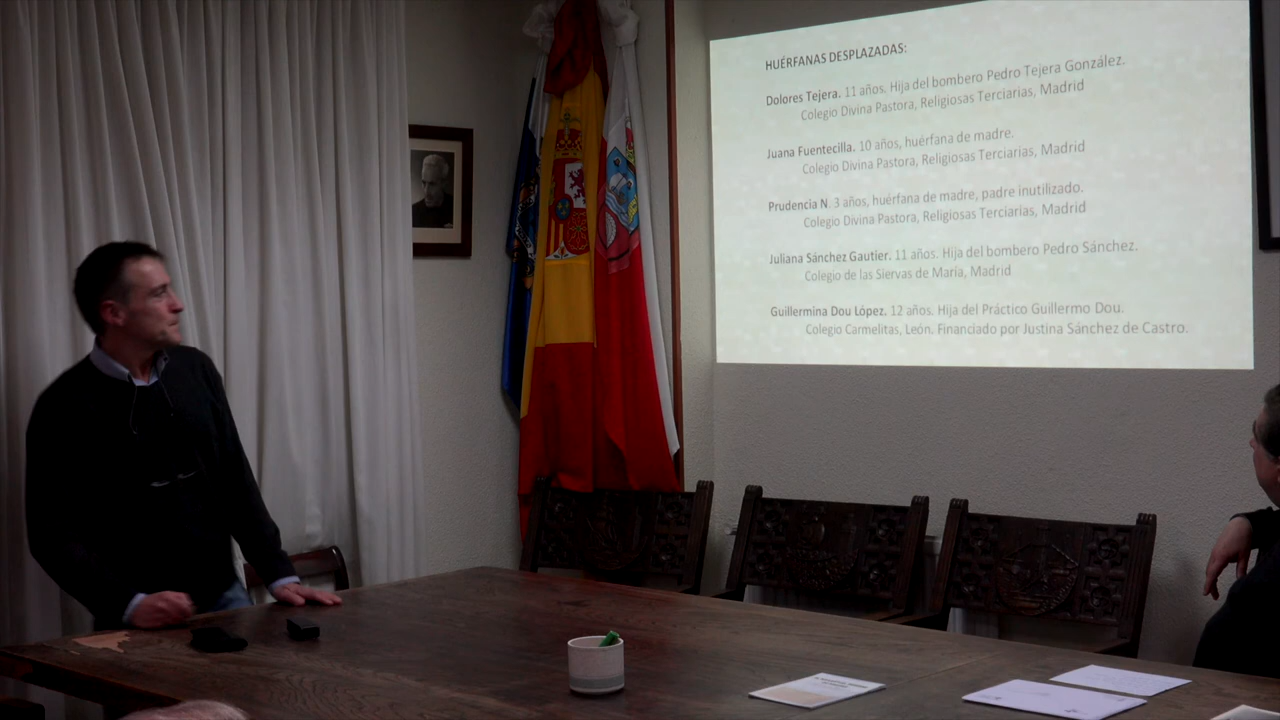 HUÉRFANAS DESPLAZADAS:
Dolores Tejera. 11 años. Hija del bombero Pedro Tejera González.
Colegio Divina Pastora, Religiosas Terciarias, Madrid
Juana Fuentecilla. 10 años, huérfana de madre.
Colegio Divina Pastora, Religiosas Terciarias, Madrid
Prudencia N. 3 años, huérfana de madre, padre inutilizado.
Colegio Divina Pastora, Religiosas Terciarias, Madrid
Juliana Sánchez Gautier. 11 años. Hija del bombero Pedro Sánchez.
Colegio de las Siervas de María, Madrid
Guillermina Dou López. 12 años. Hija del Práctico Guillermo Dou.
Colegio Carmelitas, León. Financiado por Justina Sánchez de Castro.